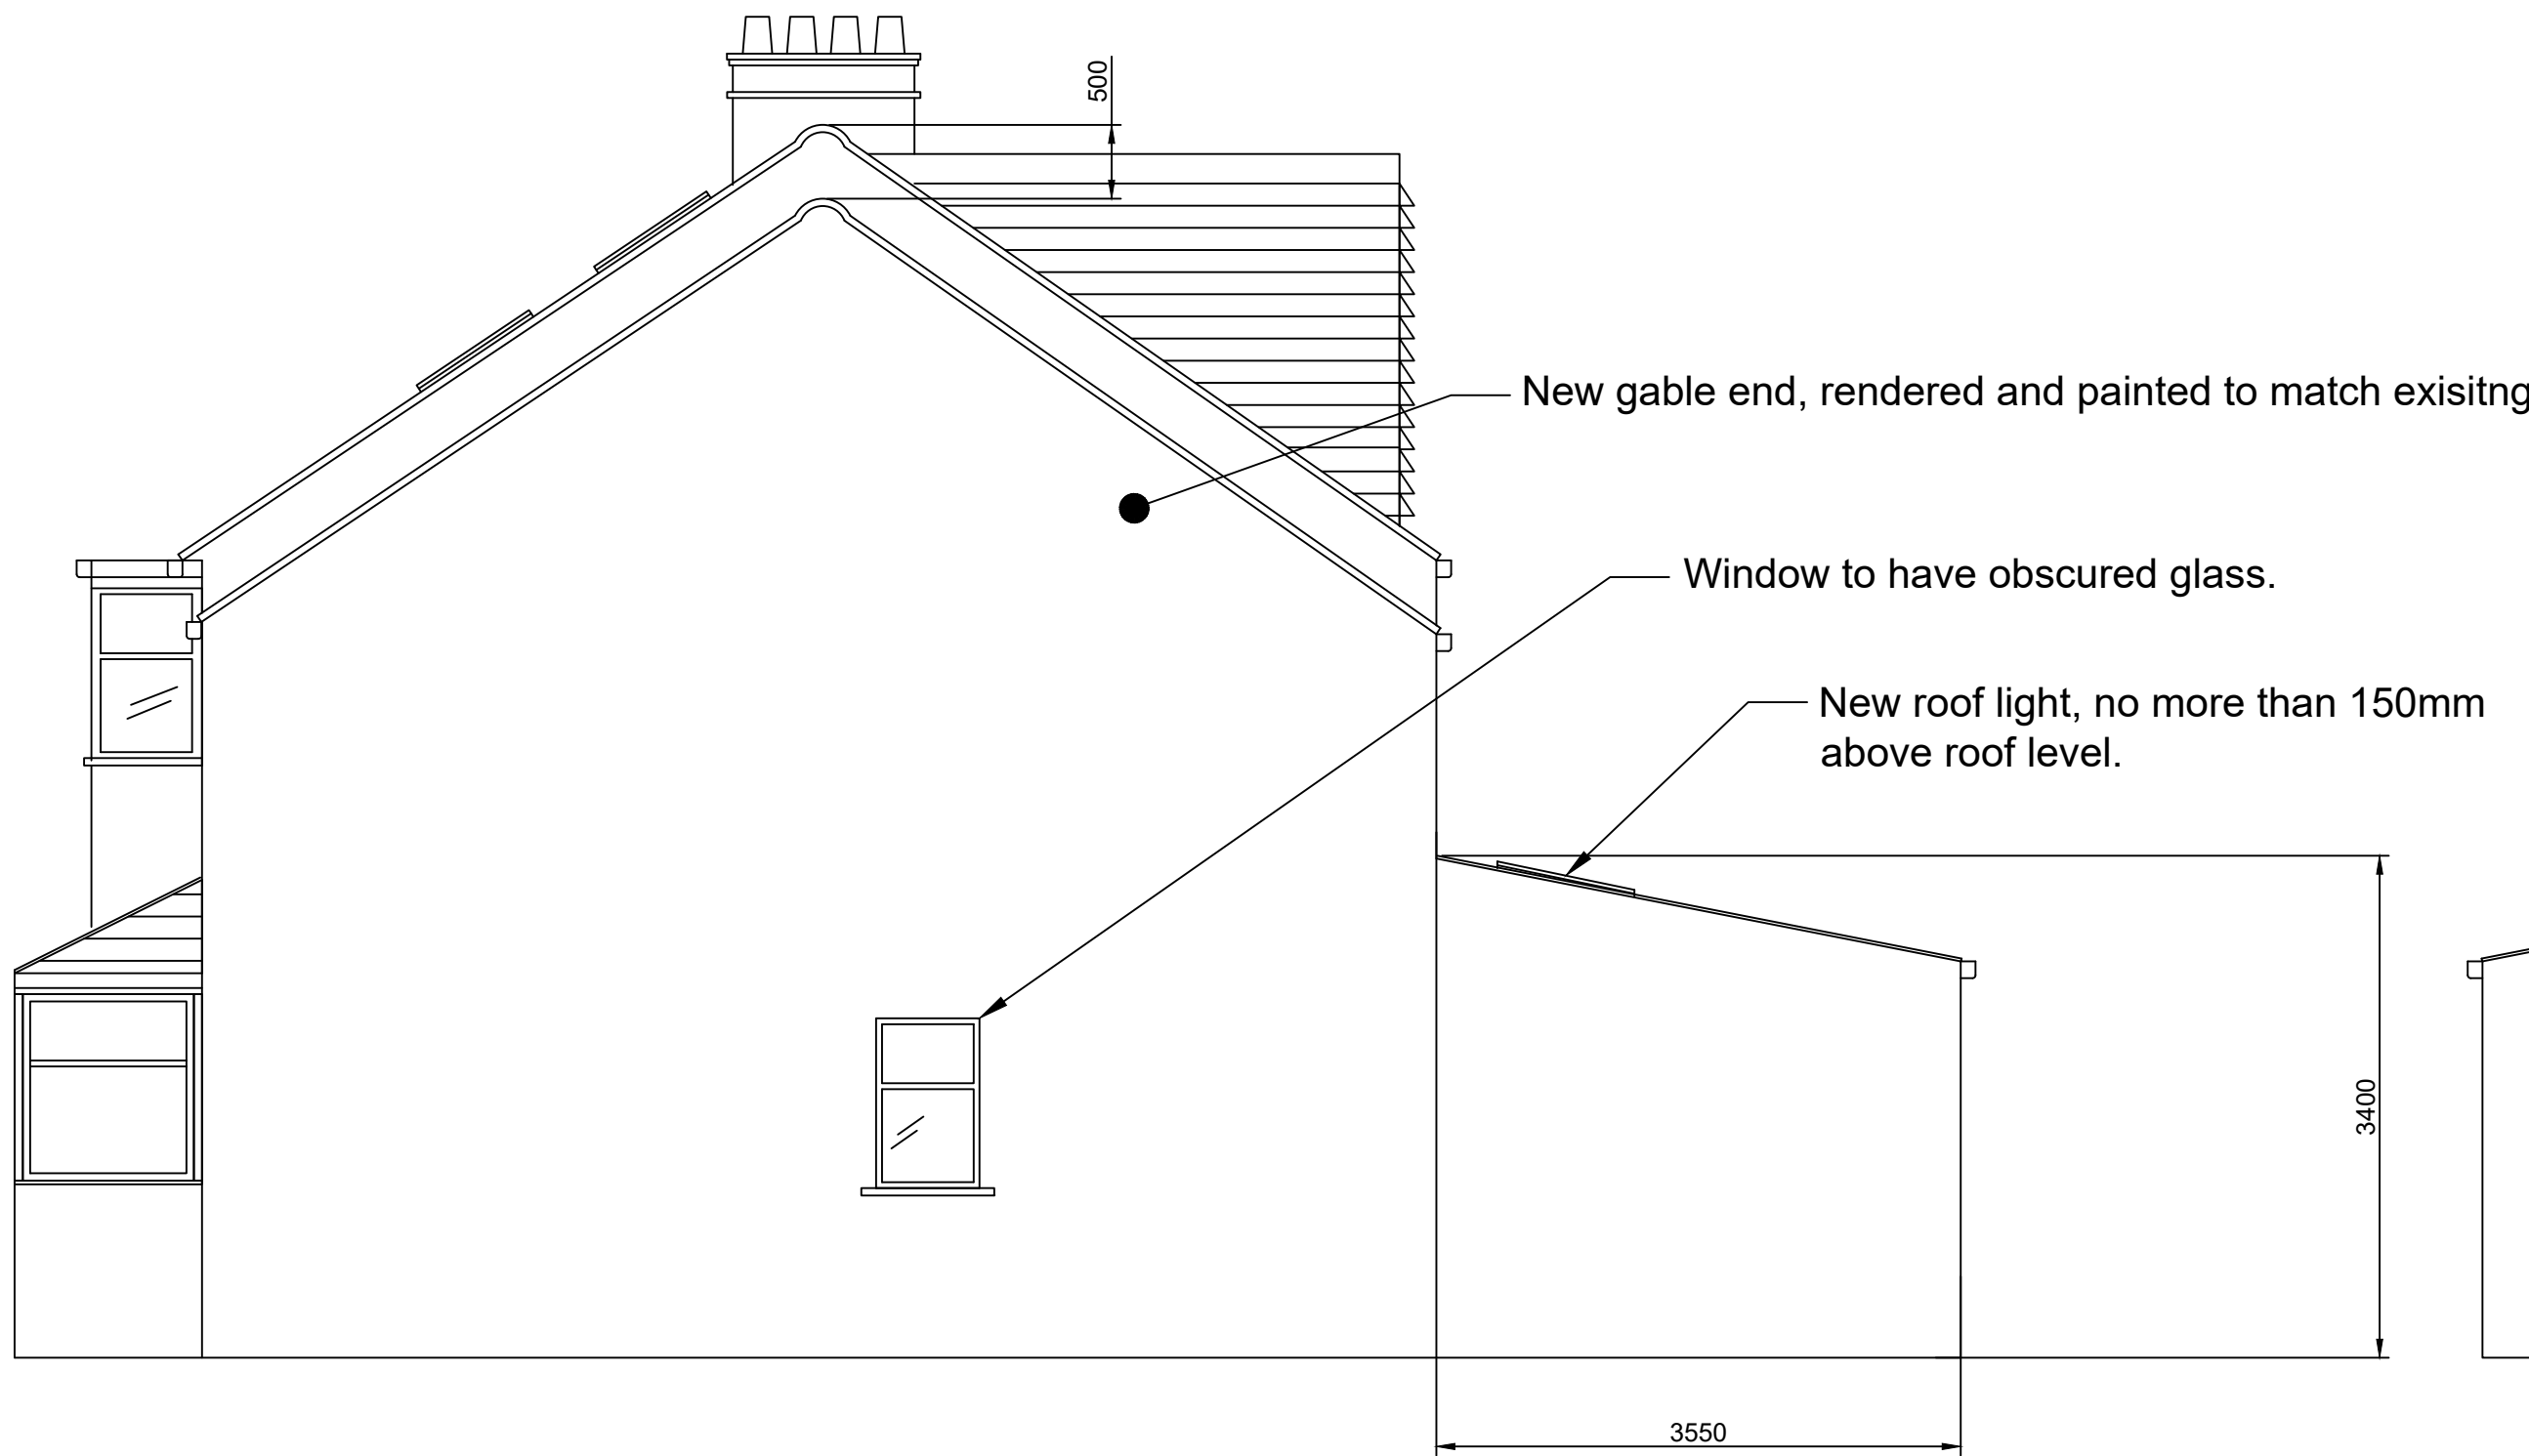 500
New gable end, rendered and painted to match exisitng
Window to have obscured glass.
New roof light, no more than 150mm
above roof level.
3400
3550